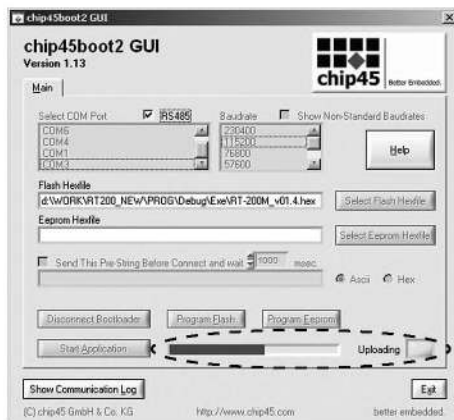 chip45boot2 GUI
chip45boot2 GUI
Version 1.13
chip45
Better Embedded.
Main
Select COM Port
RS485
Baudrate
Show Non-Standard Baudrates
COM6
COM4
COM1
COM3
230400
115200
76800
57600
Help
Flash Hexfile
d:\WORK\RT200_NEW\PROG\Debug\Exe\RT-200M_v01.4.hex
Select Flash Hexfile
Eeprom Hexfile
Select Eeprom Hexfile
Send This Pre-String Before Connect and wait
1000
msec.
Ascii
Hex
Disconnect Bootloader
Program Flash
Program Eeprom
Start Application
Uploading
Show Communication Log
Exit
(C) chip45 GmbH & Co. KG
http://www.chip45.com
better embedded.